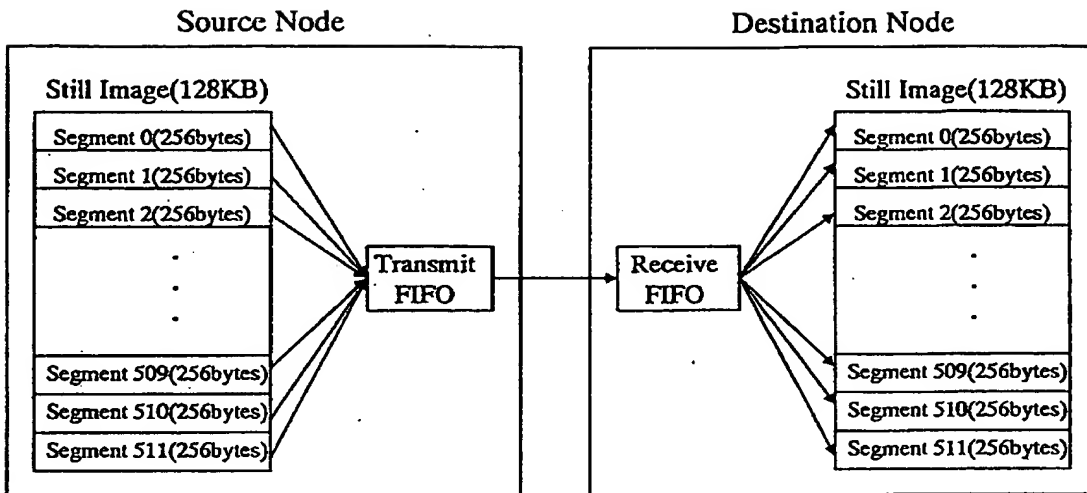 Source Node
Destination Node
Still Image(128KB)
Segment 0(256bytes)
Segment 1(256bytes)
Segment 2(256bytes)
Segment 509(256bytes)
Segment 510(256bytes)
Segment 511(256bytes)
Transmit
FIFO
Receive
FIFO
Still Image(128KB)
Segment 0(256bytes)
Segment 1(256bytes)
Segment 2(256bytes)
Segment 509(256bytes)
Segment 510(256bytes)
Segment 511(256bytes)